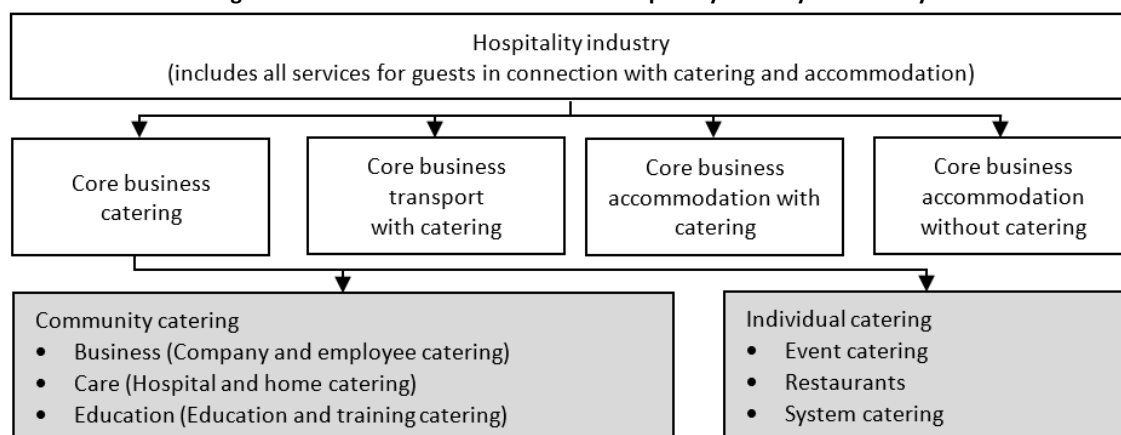 Hospitality industry
(includes all services for guests in connection with catering and accommodation)
Core business
catering
Core business
transport
with catering
Core business
accommodation with
catering
Core business
accommodation
without catering
Community catering
• Business (Company and employee catering)
• Care (Hospital and home catering)
• Education (Education and training catering)
Individual catering
• Event catering
• Restaurants
• System catering